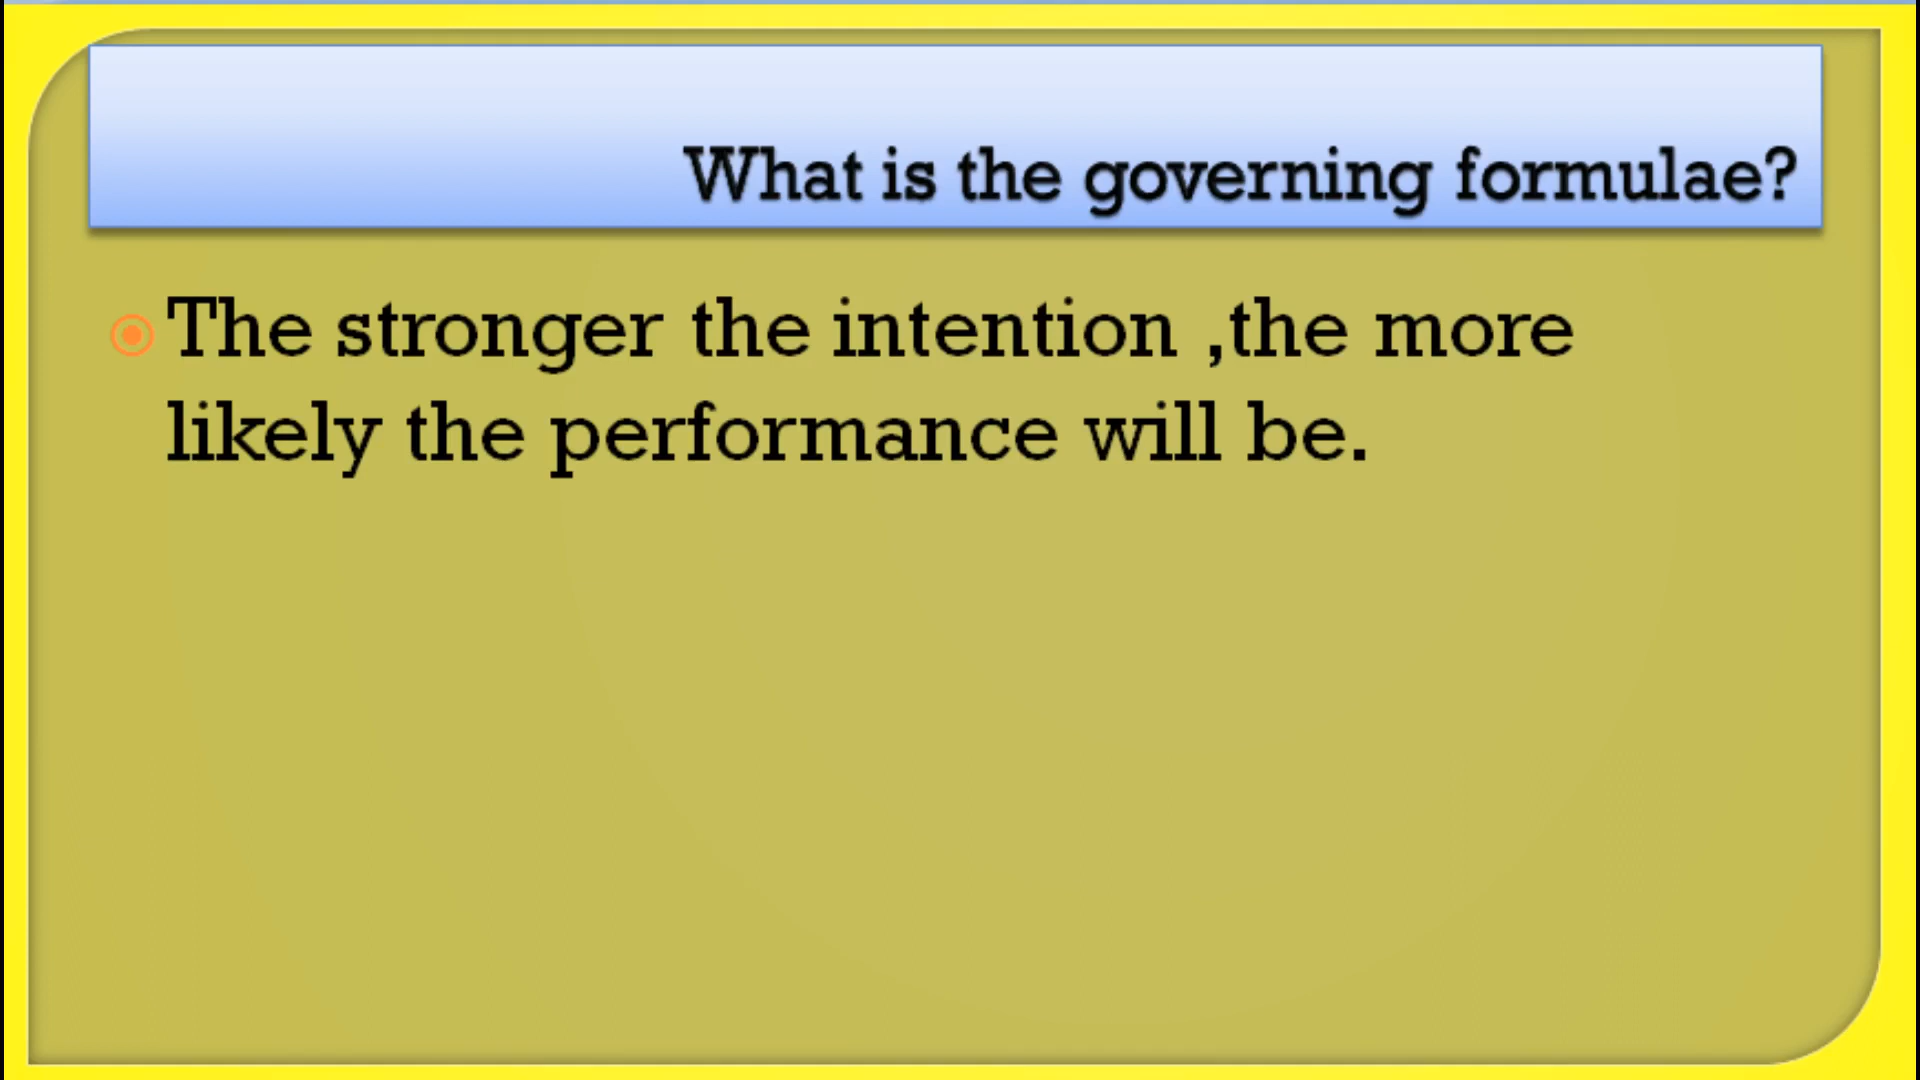 What is the governing formulae?
The stronger the intention ,the more
likely the performance will be.